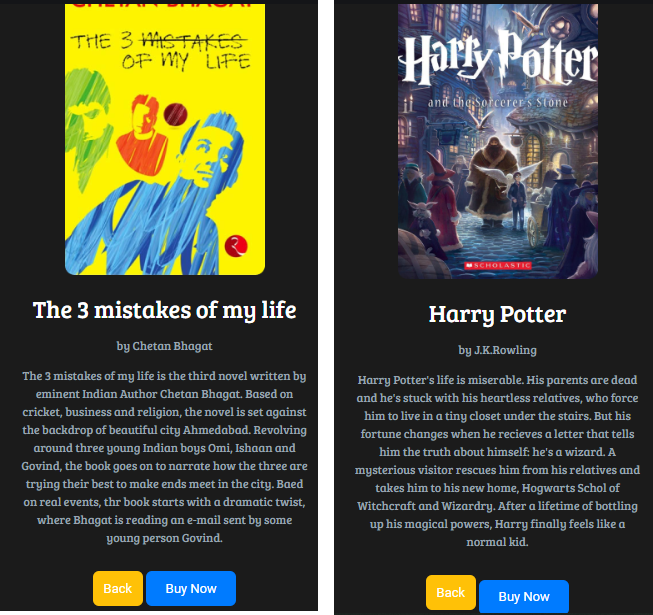 CHETAN BHAGAT
THE 3 MISTAKES
OF MY LIFE
The 3 mistakes of my life
by Chetan Bhagat
The 3 mistakes of my life is the third novel written by
eminent Indian Author Chetan Bhagat. Based on
cricket, business and religion, the novel is set against
the backdrop of beautiful city Ahmedabad. Revolving
around three young Indian boys Omi, Ishaan and
Govind, the book goes on to narrate how the three are
trying their best to make ends meet in the city. Baed
on real events, thr book starts with a dramatic twist,
where Bhagat is reading an e-mail sent by some
young person Govind.
Back
Buy Now
Harry Potter
and the Sorcerer's Stone
SCHOLASTIC
Harry Potter
by J.K.Rowling
Harry Potter's life is miserable. His parents are dead
and he's stuck with his heartless relatives, who force
him to live in a tiny closet under the stairs. But his
fortune changes when he recieves a letter that tells
him the truth about himself: he's a wizard. A
mysterious visitor rescues him from his relatives and
takes him to his new home, Hogwarts Schol of
Witchcraft and Wizardry. After a lifetime of bottling
up his magical powers, Harry finally feels like a
normal kid.
Back
Buy Now